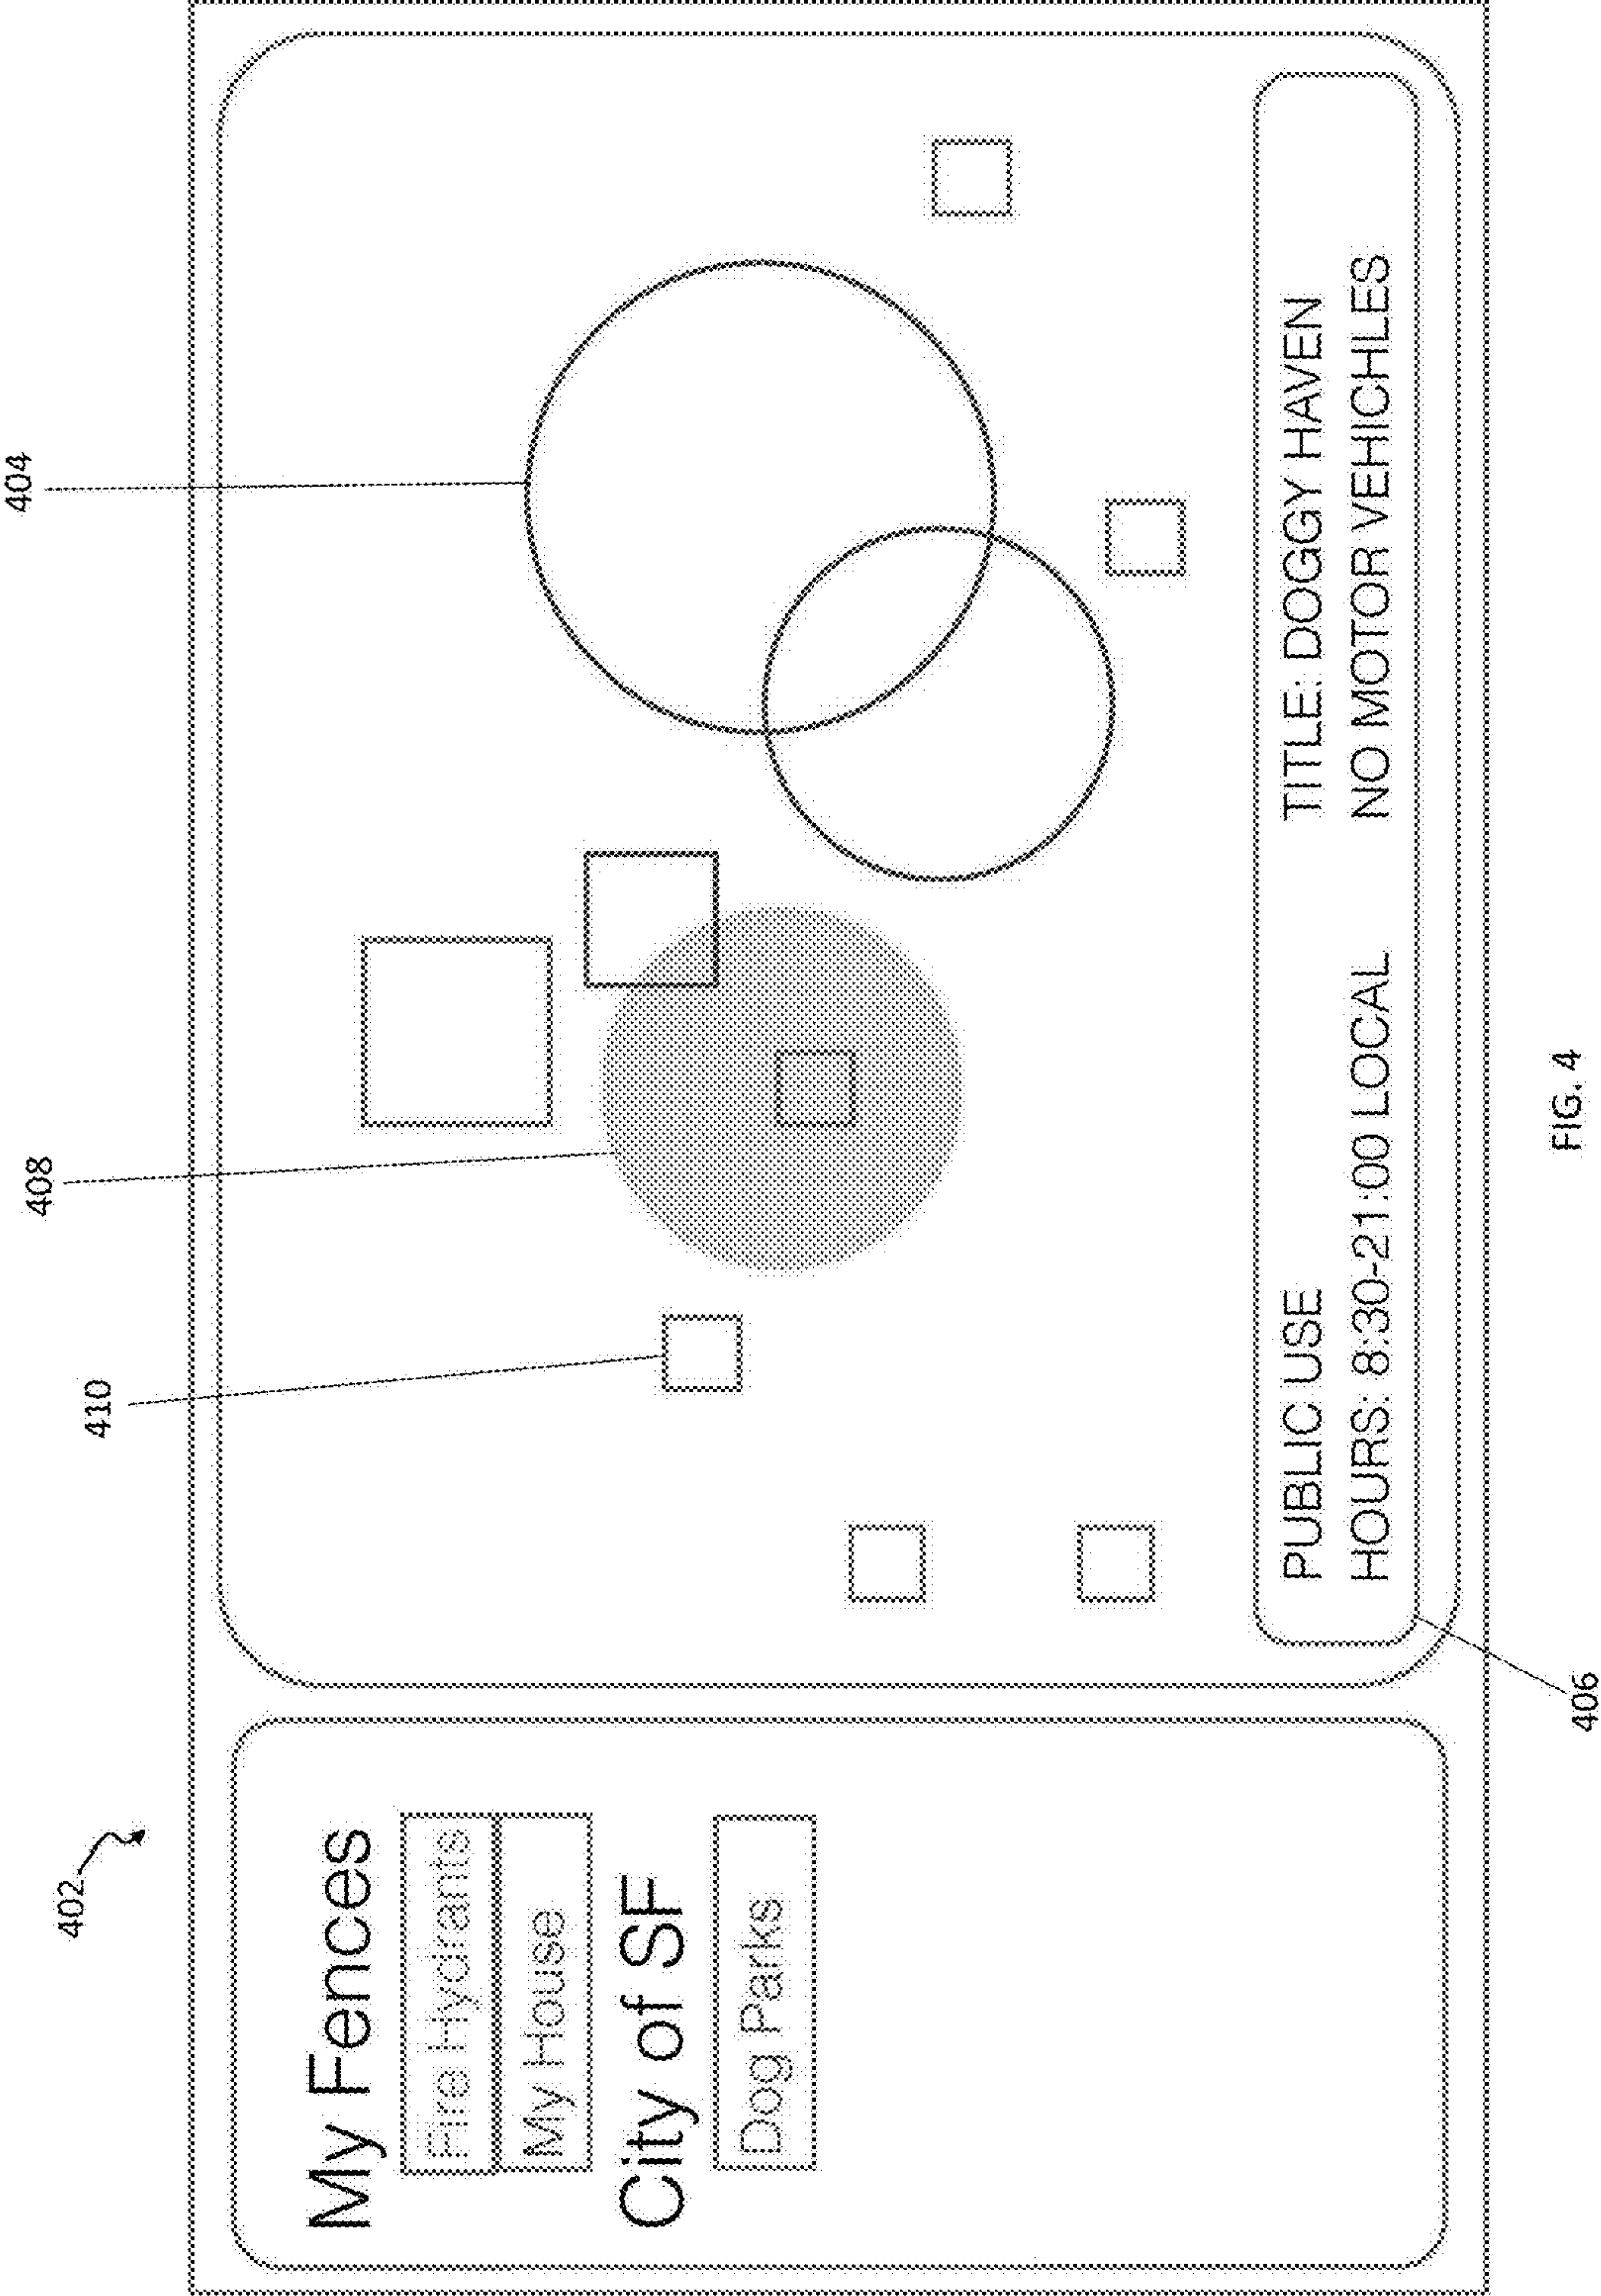 402
My Fences
Fire Hydrants
My House
City of SF
Dog Parks
410
408
404
PUBLIC USE
HOURS: 8:30-21:00 LOCAL
TITLE: DOGGY HAVEN
NO MOTOR VEHICHLES
406
FIG. 4